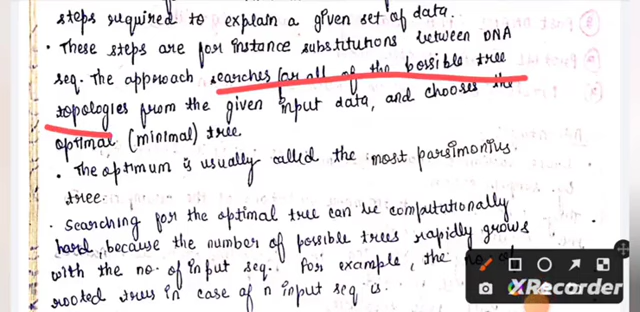 steps required to explain a given set of data.
• These steps are for instance substitutions between DNA
seq. The approach searches for all of the possible tree
topologies from the given input data, and chooses the
optimal (minimal) tree.
• The optimum is usually called the most parsimonius
tree.
• Searching for the optimal tree can be computationally
hard, because the number of possible trees rapidly grows
with the no. of input seq. For example, the no. of
rooted trees in case of n input seq is
XRecorder